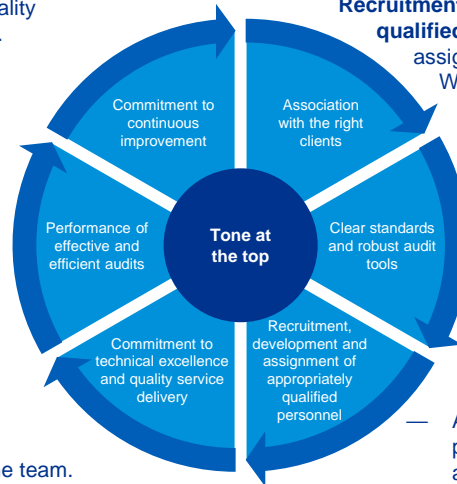 ality
.
Recruitment
qualified
assig
W
Commitment to
continuous
improvement
Association
with the right
clients
Performance of
effective and
efficient audits
Tone at
the top
Clear standards
and robust audit
tools
Commitment to
technical excellence
and quality service
delivery
Recruitment,
development and
assignment of
appropriately
qualified
personnel
— A
p
a
e team.